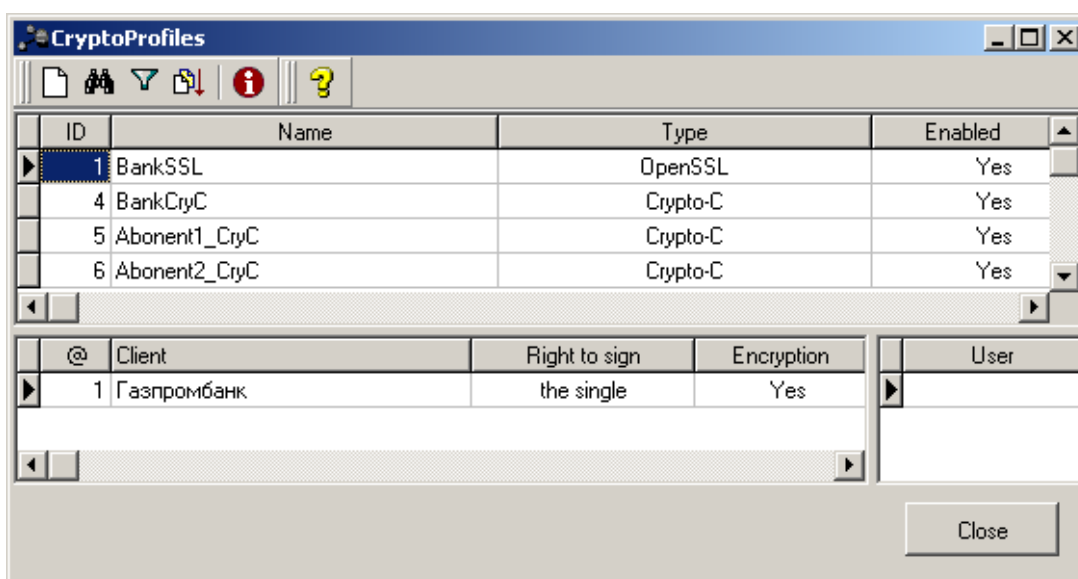 CryptoProfiles
ID Name Type Enabled
1 BankSSL OpenSSL Yes
4 BankCryC Crypto-C Yes
5 Abonent1_CryC Crypto-C Yes
6 Abonent2_CryC Crypto-C Yes
@ Client Right to sign Encryption User
1 Газпромбанк the single Yes
Close